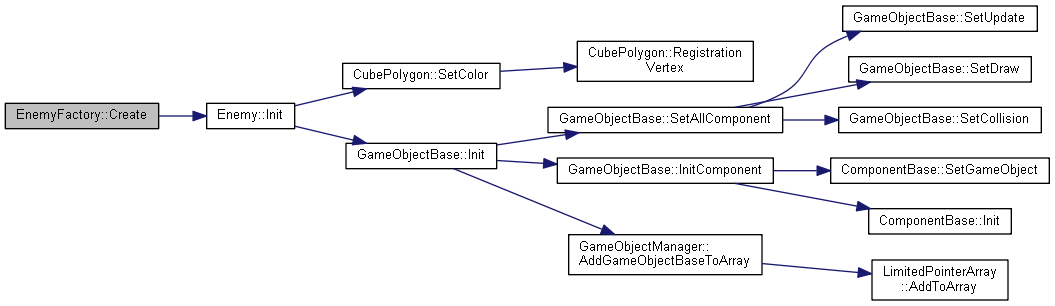 EnemyFactory::Create
Enemy::Init
CubePolygon::SetColor
CubePolygon::Registration
Vertex
GameObjectBase::Init
GameObjectBase::SetAllComponent
GameObjectBase::SetUpdate
GameObjectBase::SetDraw
GameObjectBase::SetCollision
GameObjectBase::InitComponent
ComponentBase::SetGameObject
ComponentBase::Init
GameObjectManager::
AddGameObjectBaseToArray
LimitedPointerArray
::AddToArray